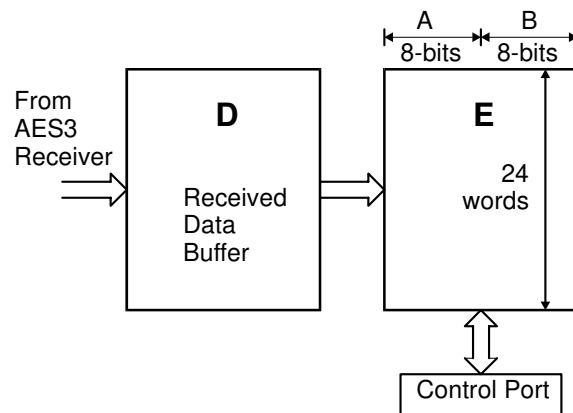 A B
8-bits 8-bits
From
AES3
Receiver
D
Received
Data
Buffer
E
24
words
Control Port